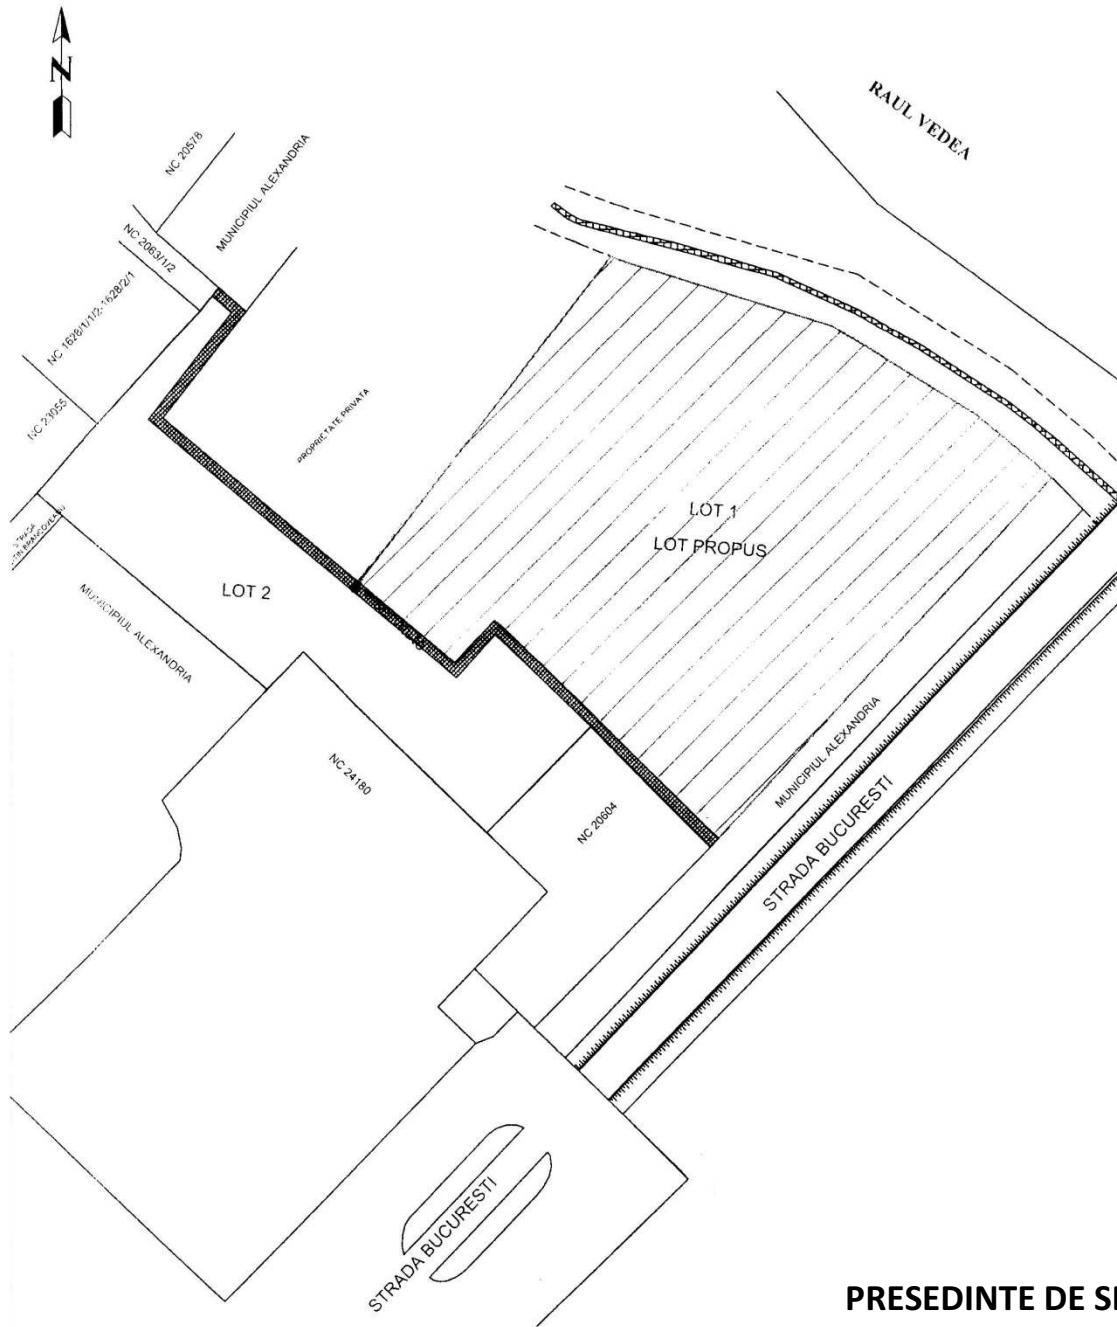 N
RAUL VEDEA
NC 20578
MUNICIPIUL ALEXANDRIA
NC 2063/1/2
NC 1628/1/1/2-1628/2/1
NC 23055
PROPRIETATE PRIVATA
LOT 1
LOT PROPUS
STRADA
LOT 2
MUNICIPIUL ALEXANDRIA
NC 24180
NC 20604
MUNICIPIUL ALEXANDRIA
STRADA BUCURESTI
STRADA BUCURESTI
PRESEDINTE DE